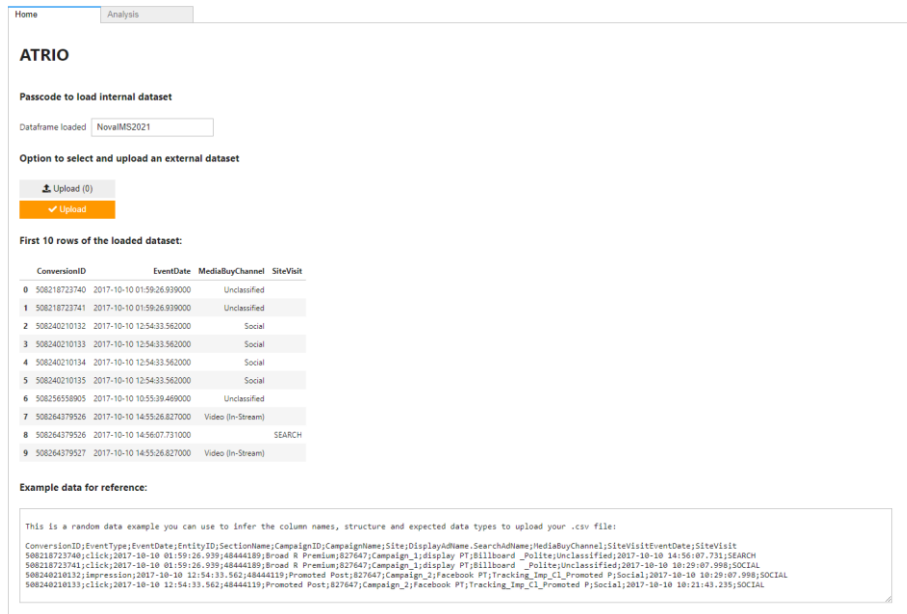 Home Analysis
ATRIO
Passcode to load internal dataset
Dataframe loaded NovaIMS2021
Option to select and upload an external dataset
Upload (0)
Upload
First 10 rows of the loaded dataset:
ConversionID EventDate MediaBuyChannel SiteVisit
0 508218723740 2017-10-10 01:59:26.939000 Unclassified
1 508218723741 2017-10-10 01:59:26.939000 Unclassified
2 508240210132 2017-10-10 12:54:33.562000 Social
3 508240210133 2017-10-10 12:54:33.562000 Social
4 508240210134 2017-10-10 12:54:33.562000 Social
5 508240210135 2017-10-10 12:54:33.562000 Social
6 508256558905 2017-10-10 10:55:39.469000 Unclassified
7 508264379526 2017-10-10 14:55:26.827000 Video (In-Stream)
8 508264379526 2017-10-10 14:56:07.731000 SEARCH
9 508264379527 2017-10-10 14:55:26.827000 Video (In-Stream)
Example data for reference:
This is a random data example you can use to infer the column names, structure and expected data types to upload your .csv file:
ConversionID;EventType;EventDate;EntityID;SectionName;CampaignID;CampaignName;Site;DisplayAdName.SearchAdName;MediaBuyChannel;SiteVisitEventDate;SiteVisit
508218723740;click;2017-10-10 01:59:26.939;48444189;Broad R Premium;827647;Campaign_1;display PT;Billboard _Polite;Unclassified;2017-10-10 14:56:07.731;SEARCH
508218723741;click;2017-10-10 01:59:26.939;48444189;Broad R Premium;827647;Campaign_1;display PT;Billboard _Polite;Unclassified;2017-10-10 10:29:07.998;SOCIAL
508240210132;impression;2017-10-10 12:54:33.562;48444119;Promoted Post;827647;Campaign_2;Facebook PT;Tracking_Imp_Cl_Promoted P;Social;2017-10-10 10:29:07.998;SOCIAL
508240210133;click;2017-10-10 12:54:33.562;48444119;Promoted Post;827647;Campaign_2;Facebook PT;Tracking_Imp_Cl_Promoted P;Social;2017-10-10 10:21:43.235;SOCIAL